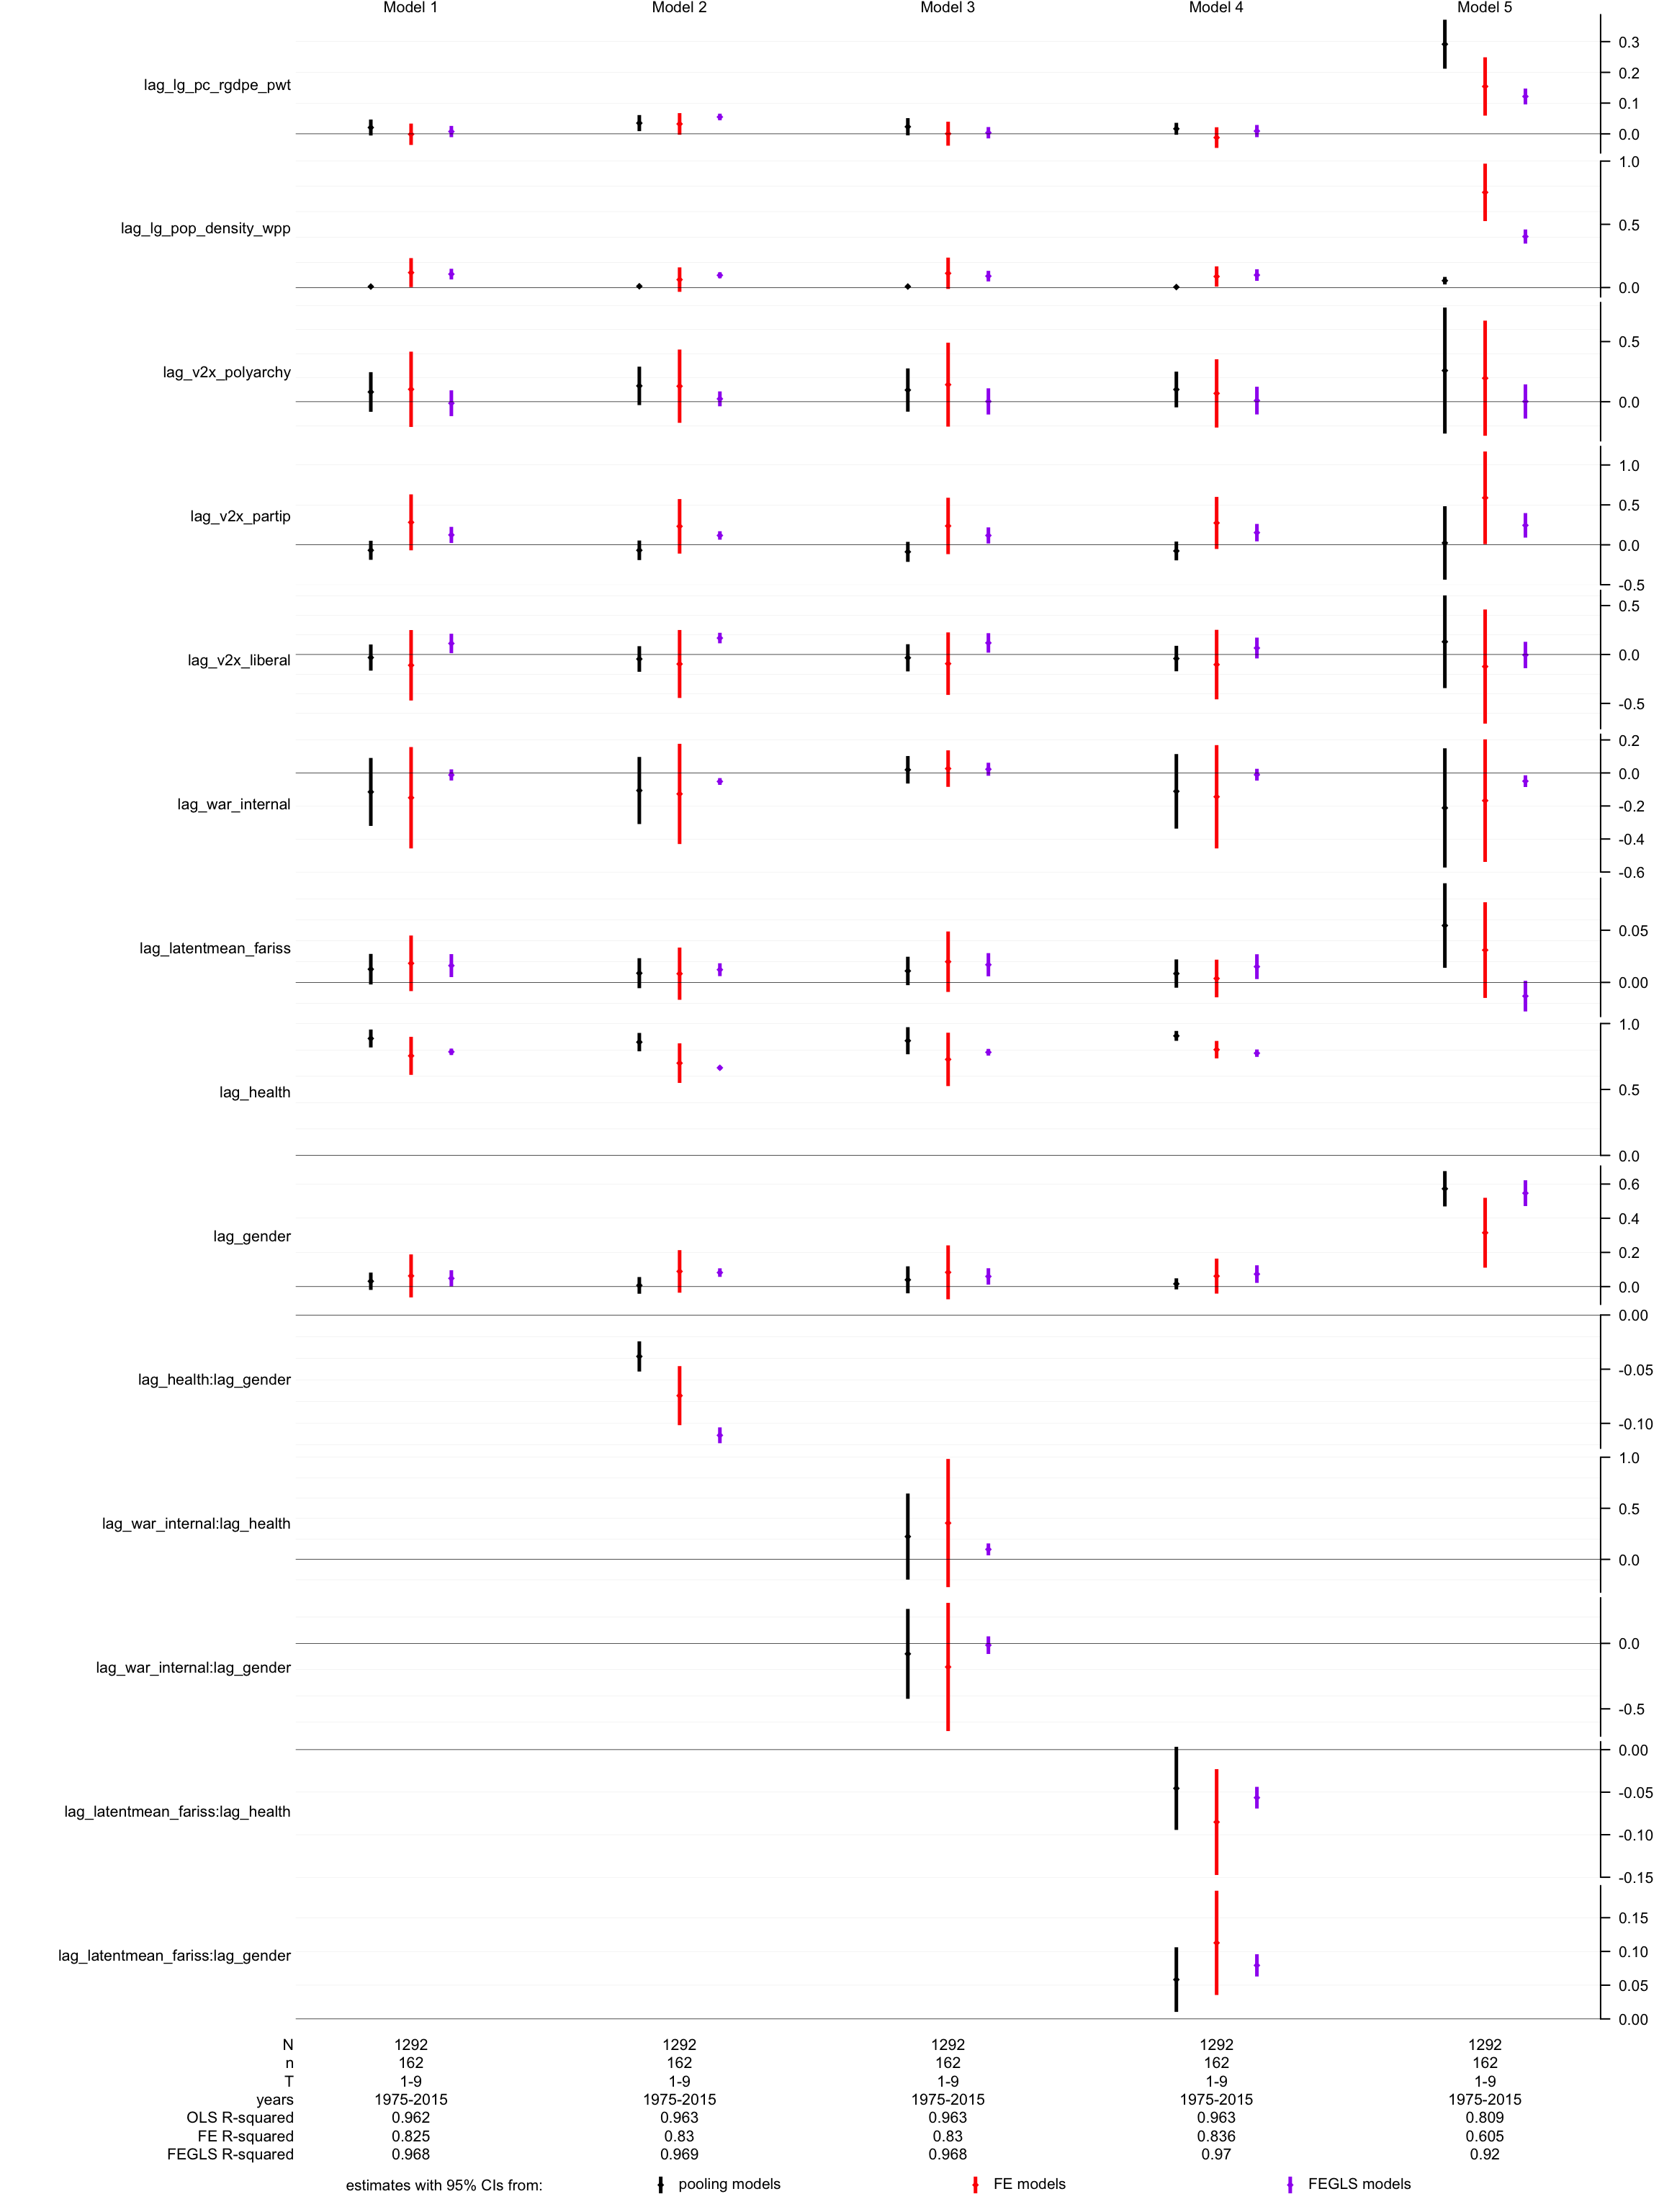 Model 1 Model 2 Model 3 Model 4 Model 5
lag_lg_pc_rgdpe_pwt
0.3
0.2
0.1
0.0
lag_lg_pop_density_wpp
1.0
0.5
0.0
lag_v2x_polyarchy
0.5
0.0
lag_v2x_partip
1.0
0.5
0.0
-0.5
lag_v2x_liberal
0.5
0.0
-0.5
lag_war_internal
0.2
0.0
-0.2
-0.4
-0.6
lag_latentmean_fariss
0.05
0.00
lag_health
1.0
0.5
0.0
lag_gender
0.6
0.4
0.2
0.0
lag_health:lag_gender
0.00
-0.05
-0.10
lag_war_internal:lag_health
1.0
0.5
0.0
lag_war_internal:lag_gender
0.0
-0.5
lag_latentmean_fariss:lag_health
0.00
-0.05
-0.10
-0.15
lag_latentmean_fariss:lag_gender
0.15
0.10
0.05
0.00
N 1292 1292 1292 1292 1292
n 162 162 162 162 162
T 1-9 1-9 1-9 1-9 1-9
years 1975-2015 1975-2015 1975-2015 1975-2015 1975-2015
OLS R-squared 0.962 0.963 0.963 0.963 0.809
FE R-squared 0.825 0.83 0.83 0.836 0.605
FEGLS R-squared 0.968 0.969 0.968 0.97 0.92
estimates with 95% CIs from: pooling models FE models FEGLS models